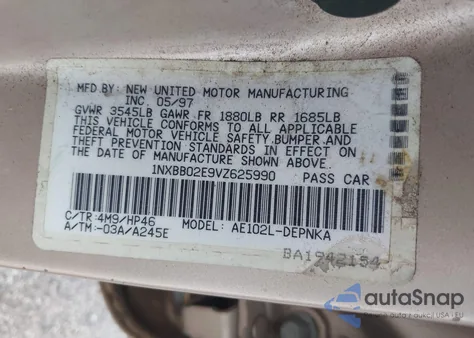 MFD.BY: NEW UNITED MOTOR MANUFACTURING
INC. 05/97
GVWR 3545LB GAWR FR 1880LB RR 1685LB
THIS VEHICLE CONFORMS TO ALL APPLICABLE
FEDERAL MOTOR VEHICLE SAFETY,BUMPER,AND
THEFT PREVENTION STANDARDS IN EFFECT
ON THE DATE OF MANUFACTURE SHOWN ABOVE.
1NXBB02E9VZ625990 PASS CAR
C/TR:4M9/HP46 MODEL: AE102L-DEPNKA
A/TM:-03A/A245E
BA1942154
autoSnap